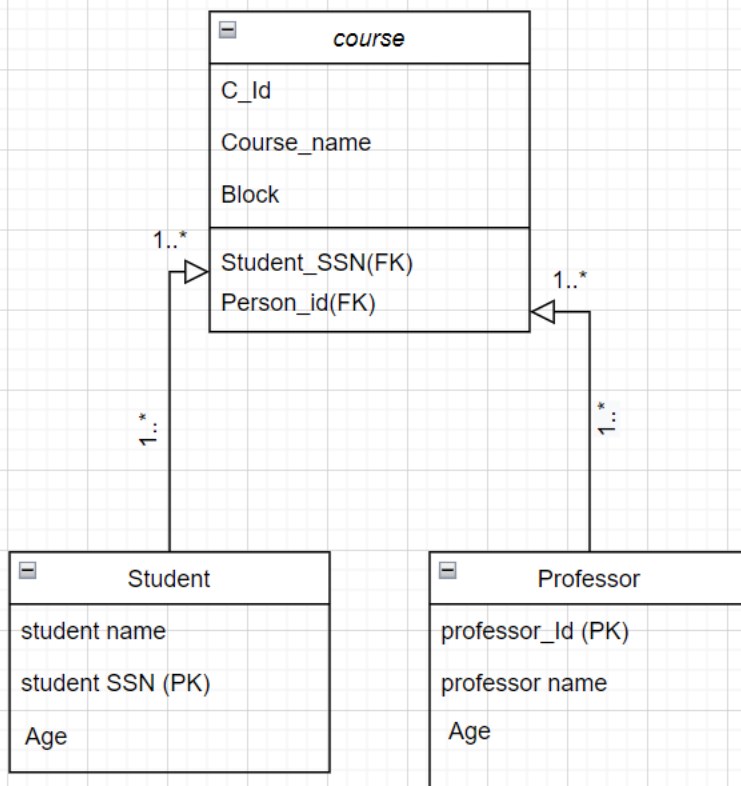 course
C_Id
Course_name
Block
1..*
Student_SSN(FK)
1..*
Person_id(FK)
1..*
1..*
Student
student name
student SSN (PK)
Age
Professor
professor_Id (PK)
professor name
Age